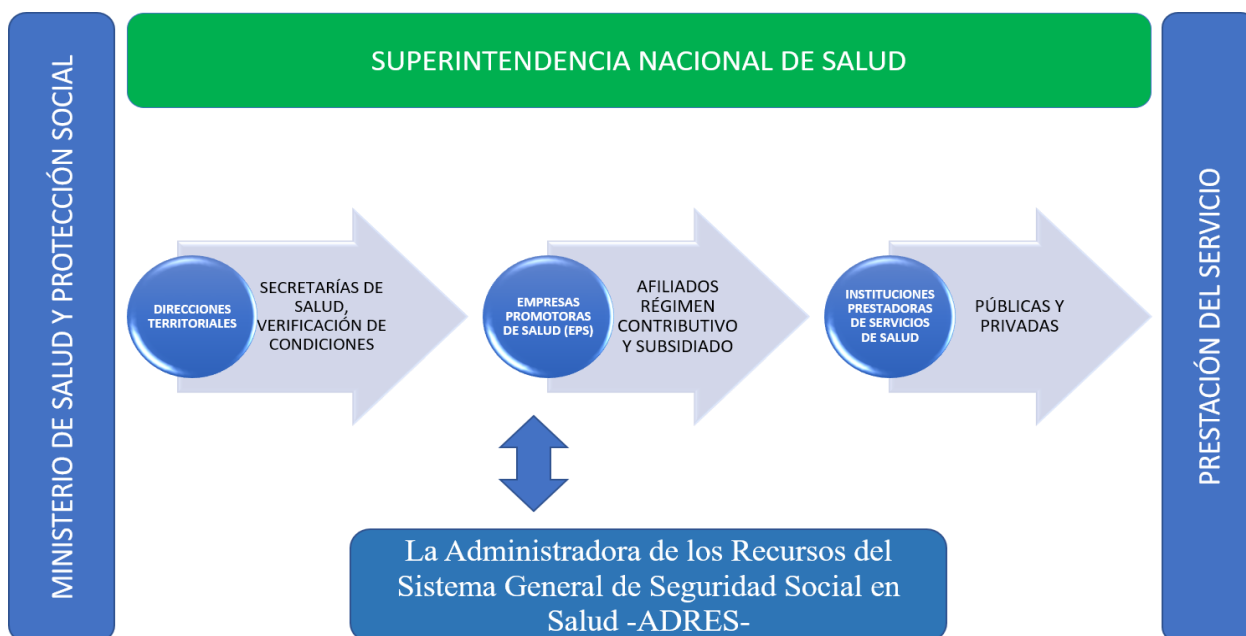 MINISTERIO DE SALUD Y PROTECCIÓN SOCIAL
SUPERINTENDENCIA NACIONAL DE SALUD
DIRECCIONES
TERRITORIALES
SECRETARÍAS DE
SALUD,
VERIFICACIÓN DE
CONDICIONES
EMPRESAS
PROMOTORAS
DE SALUD (EPS)
AFILIADOS
RÉGIMEN
CONTRIBUTIVO
Y SUBSIDIADO
INSTITUCIONES
PRESTADORAS
DE SERVICIOS
DE SALUD
PÚBLICAS Y
PRIVADAS
La Administradora de los Recursos del
Sistema General de Seguridad Social en
Salud -ADRES-
PRESTACIÓN DEL SERVICIO